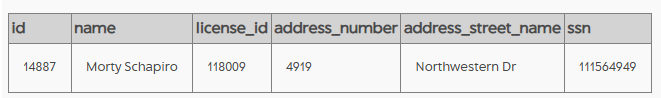 id name license_id address_number address_street_name ssn
14887 Morty Schapiro 118009 4919 Northwestern Dr 111564949